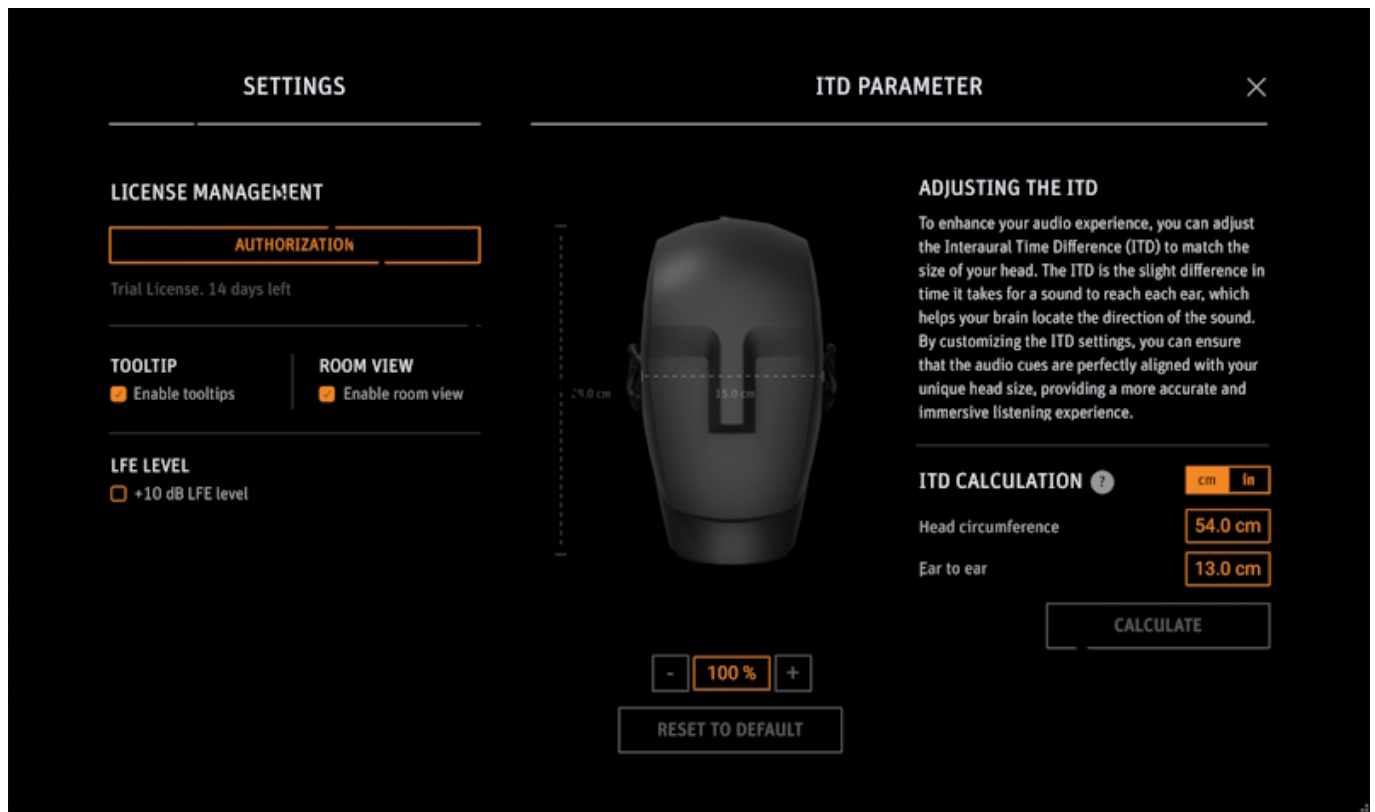 SETTINGS
LICENSE MANAGEMENT
AUTHORIZATION
Trial License. 14 days left
TOOLTIP
Enable tooltips
ROOM VIEW
Enable room view
LFE LEVEL
+10 dB LFE level
ITD PARAMETER
15.0 cm
100 %
RESET TO DEFAULT
ADJUSTING THE ITD
To enhance your audio experience, you can adjust
the Interaural Time Difference (ITD) to match the
size of your head. The ITD is the slight difference in
time it takes for a sound to reach each ear, which
helps your brain locate the direction of the sound.
By customizing the ITD settings, you can ensure
that the audio cues are perfectly aligned with your
unique head size, providing a more accurate and
immersive listening experience.
ITD CALCULATION ?
cm in
Head circumference
54.0 cm
Ear to ear
13.0 cm
CALCULATE